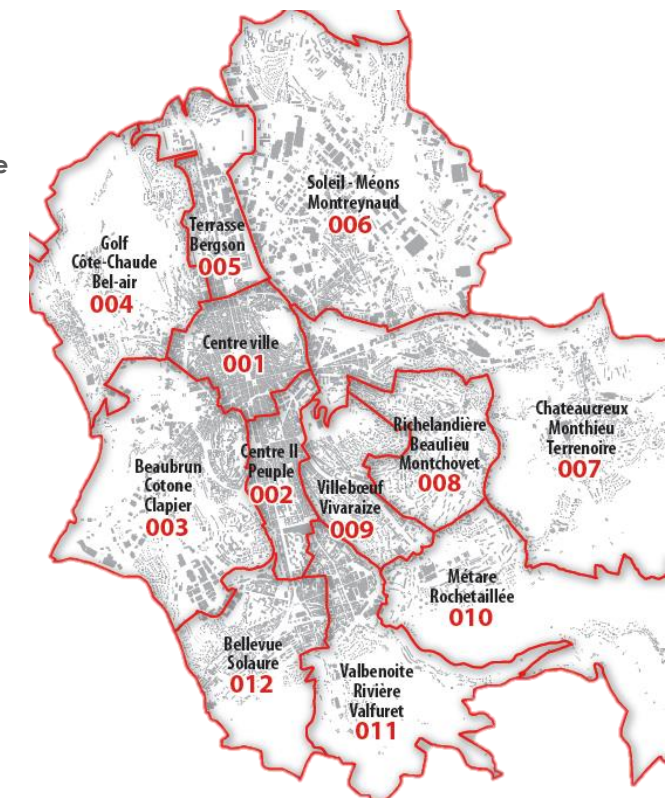 e
Soleil - Méons
Montreynaud
006
Terrasse
Bergson
005
Golf
Côte-Chaude
Bel-air
004
Centre ville
001
Chateaucreux
Monthieu
Terrenoire
007
Richelandière
Beaulieu
Montchovet
008
Centre II
Peuple
002
Beaubrun
Cotone
Clapier
003
Villebœuf
Vivaraize
009
Métare
Rochetaillée
010
Bellevue
Solaure
012
Valbenoite
Rivière
Valfuret
011